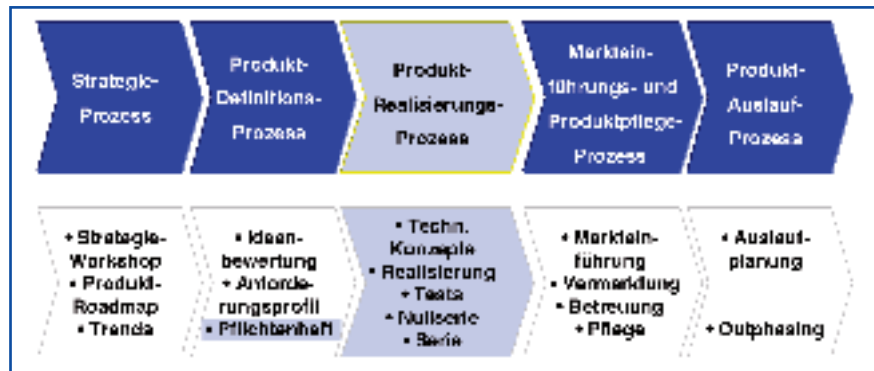 Strategie-
Prozess
Produkt-
Definitions-
Prozess
Produkt-
Realisierungs-
Prozess
Marktein-
führungs- und
Produktpflege-
Prozess
Produkt-
Auslauf-
Prozess
• Strategie-
Workshop
• Produkt-
Roadmap
• Trends
• Ideen-
bewertung
• Anforde-
rungsprofil
• Pflichtenheft
• Techn.
Konzepte
• Realisierung
• Tests
• Nullserie
• Serie
• Marktein-
führung
• Vermarktung
• Betreuung
• Pflege
• Auslauf-
planung
• Outphasing